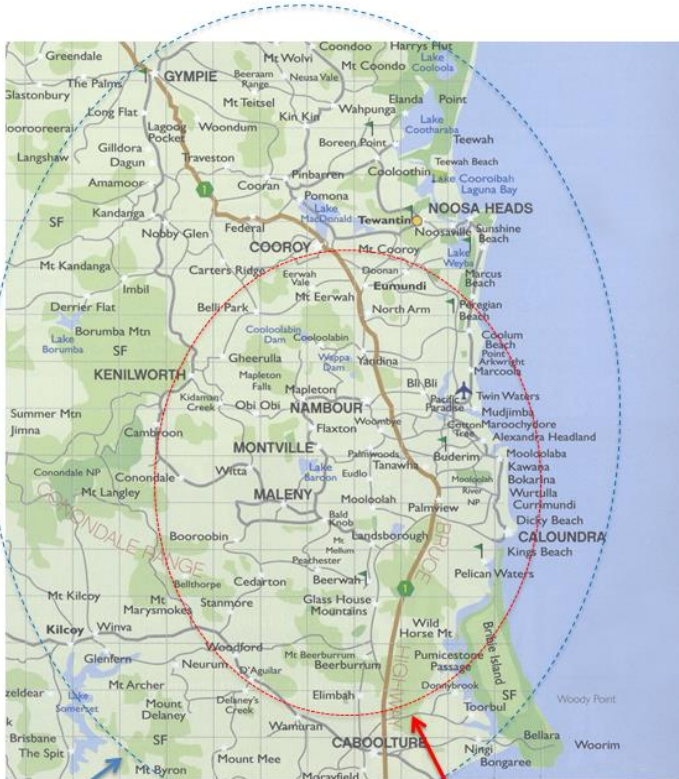 Coondoo
Harrys Hut
Greendale
Mt Wolvi
Mt Condo
Lake
Cooloola
GYMPIE
Beeraam
Range
Neusa Vale
The Palms
Glastonbury
Mt Teitsel
Wahpunga
Elanda
Point
Long Flat
Kin Kin
Lake
Cootharaba
Lagoog
Pocket
Woondum
Boreen Point
Teewah
Gilldora
Langshaw
Dagun
Traveston
Teewah Beach
Cooloothin
Lake Cooroibah
Laguna Bay
Amamoor
Cooran
Pinbarren
Pomona
Kandanga
Lake
MacDonald
Tewantin
NOOSA HEADS
SF
Nobby Glen
Federal
Noosaville
Sunshine
Beach
COOROY
Mt Cooroy
Lake
Weyba
Mt Kandanga
Carters Ridge
Eerwah
Vale
Doonan
Marcus
Beach
Imbil
Mt Eerwah
Eumundi
Derrier Flat
Belli Park
North Arm
Peregian
Beach
Borumba Mtn
Lake
Borumba
SF
Cooloolabin
Dam
Cooloolabin
Coolum
Beach
Point
Arkwright
Gheerulla
Wappa
Dam
Yandina
Marcoola
KENILWORTH
Mapleton
Falls
Mapleton
Bli Bli
Twin Waters
Kidaman
Creek
Obi Obi
NAMBOUR
Pacific
Paradise
Mudjimba
Summer Mtn
Jimna
Cambroon
Flaxton
Woombye
Cotton
Tree
Maroochydore
Alexandra Headland
MONTVILLE
Palmwoods
Buderim
Mooloolaba
Conondale NP
Conondale
Witta
Lake
Baroon
Eudlo
Tanawha
Kawana
Mt Langley
MALENY
Mooloolah
Mooloolah
River
NP
Bokarina
Wurtulla
Currimundi
CONONDALE RANGE
Bald
Knob
Palmview
Dicky Beach
Booroobin
Mt
Mellum
Landsborough
BRUCE
HIGHWAY
CALOUNDRA
Kings Beach
Peachester
Bellthorpe
Cedarton
Beerwah
1
1
Pelican Waters
Mt Kilcoy
Mt
Marysmokes
Stanmore
Glass House
Mountains
Kilcoy
Winva
Wild
Horse Mt
Bribie Island
Woodford
Glenfern
Neurum
D'Aguilar
Mt Beerburrum
Beerburrum
Pumicestone
Passage
Lake
Somerset
Mt Archer
Donnybrook
SF
Mount
Delaney
Delaney's
Creek
Elimbah
Toorbul
Woody Point
Brisbane
The Spit
SF
Wamuran
CABOOLTURE
Bellara
Woorim
Mt Byron
Mount Mee
Ningi
Bongaree
Morayfield